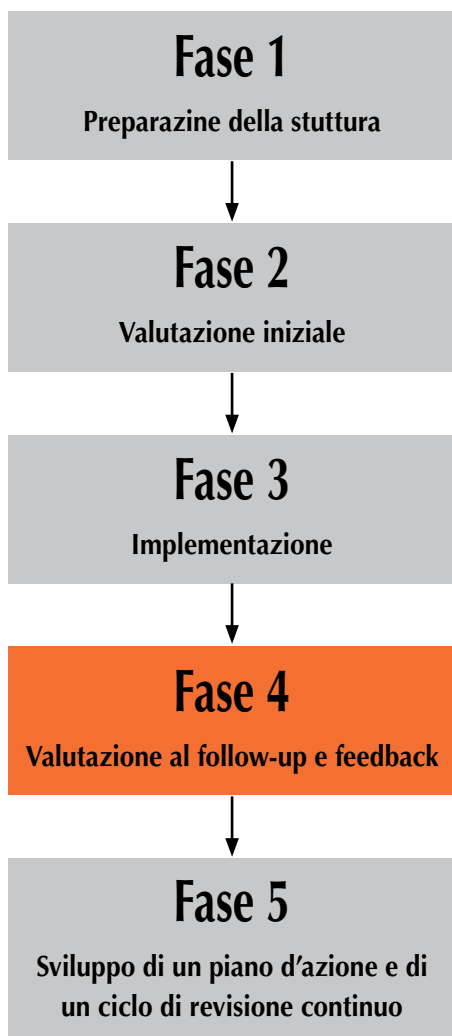 Fase 1
Preparazine della stuttura
Fase 2
Valutazione iniziale
Fase 3
Implementazione
Fase 4
Valutazione al follow-up e feedback
Fase 5
Sviluppo di un piano d’azione e di
un ciclo di revisione continuo